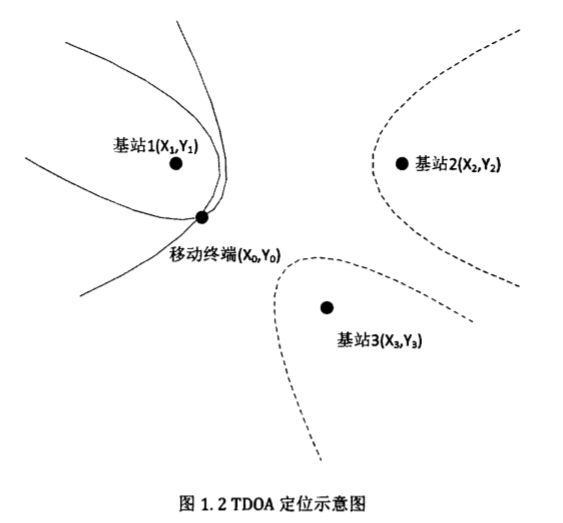 基站1(X₁,Y₁)
基站2(X₂,Y₂)
移动终端(X₀,Y₀)
基站3(X₃,Y₃)
图 1.2 TDOA 定位示意图